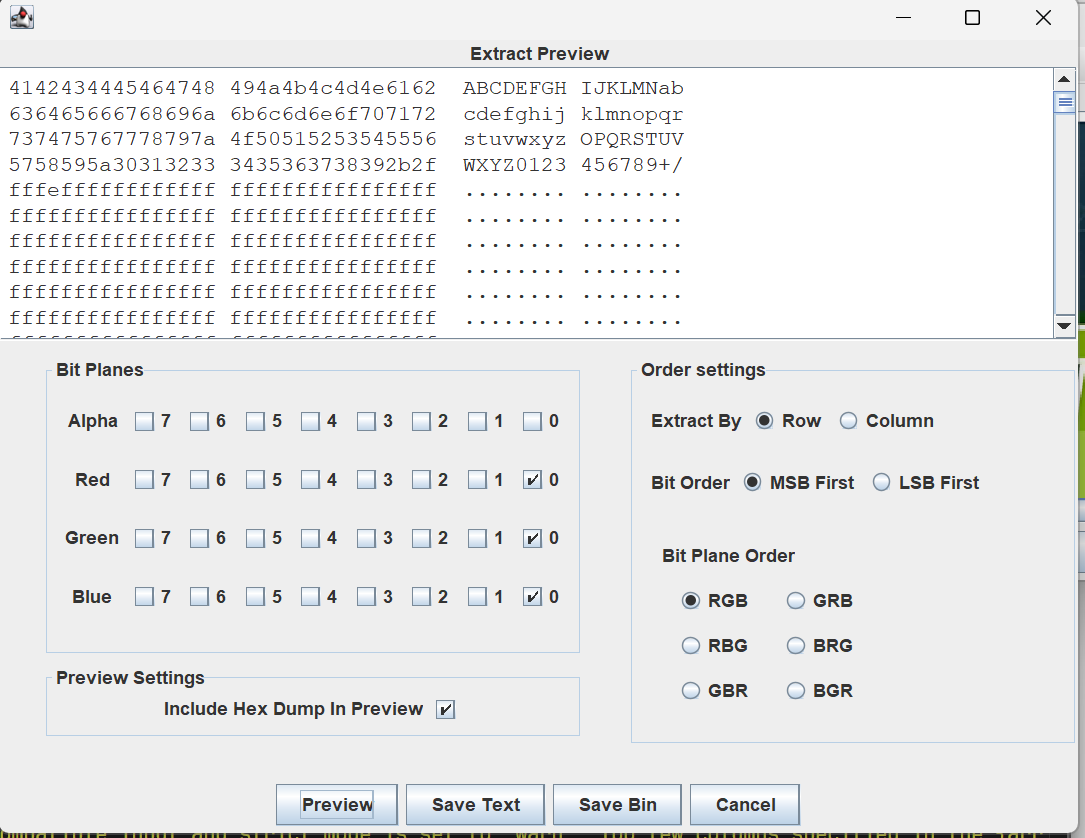 Extract Preview
4142434445464748 494a4b4c4d4e6162 ABCDEFGH IJKLMNab
636465666768696a 6b6c6d6e6f707172 cdefghij klmnopqr
737475767778797a 4f50515253545556 stuvwxyz OPQRSTUV
5758595a30313233 3435363738392b2f WXYZ0123 456789+/
fffeffffffffffff ffffffffffffffff ........ ........
ffffffffffffffff ffffffffffffffff ........ ........
ffffffffffffffff ffffffffffffffff ........ ........
ffffffffffffffff ffffffffffffffff ........ ........
ffffffffffffffff ffffffffffffffff ........ ........
ffffffffffffffff ffffffffffffffff ........ ........
Bit Planes
Alpha 7 6 5 4 3 2 1 0
Red 7 6 5 4 3 2 1 0
Green 7 6 5 4 3 2 1 0
Blue 7 6 5 4 3 2 1 0
Preview Settings
Include Hex Dump In Preview
Order settings
Extract By Row Column
Bit Order MSB First LSB First
Bit Plane Order
RGB GRB
RBG BRG
GBR BGR
Preview Save Text Save Bin Cancel